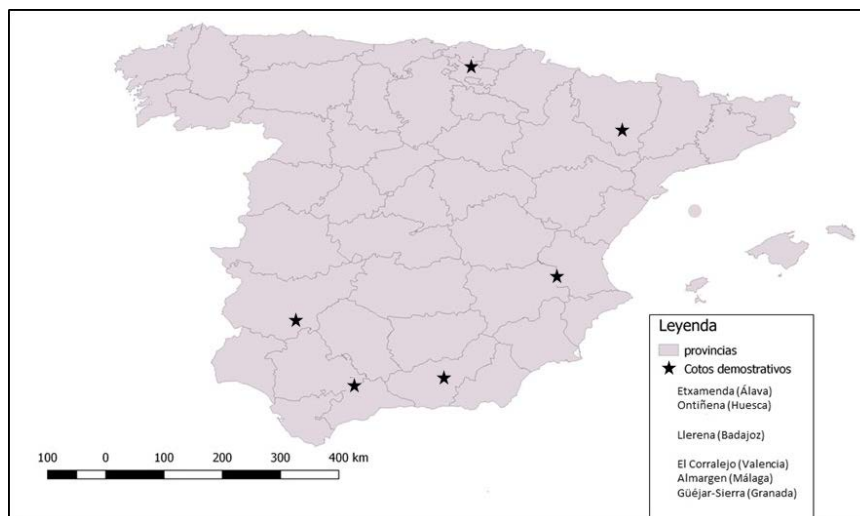 Leyenda
provincias
Cotos demostrativos
Etxamenda (Álava)
Ontiñena (Huesca)
Llerena (Badajoz)
El Corralejo (Valencia)
Almargen (Málaga)
Güéjar-Sierra (Granada)
100 0 100 200 300 400 km